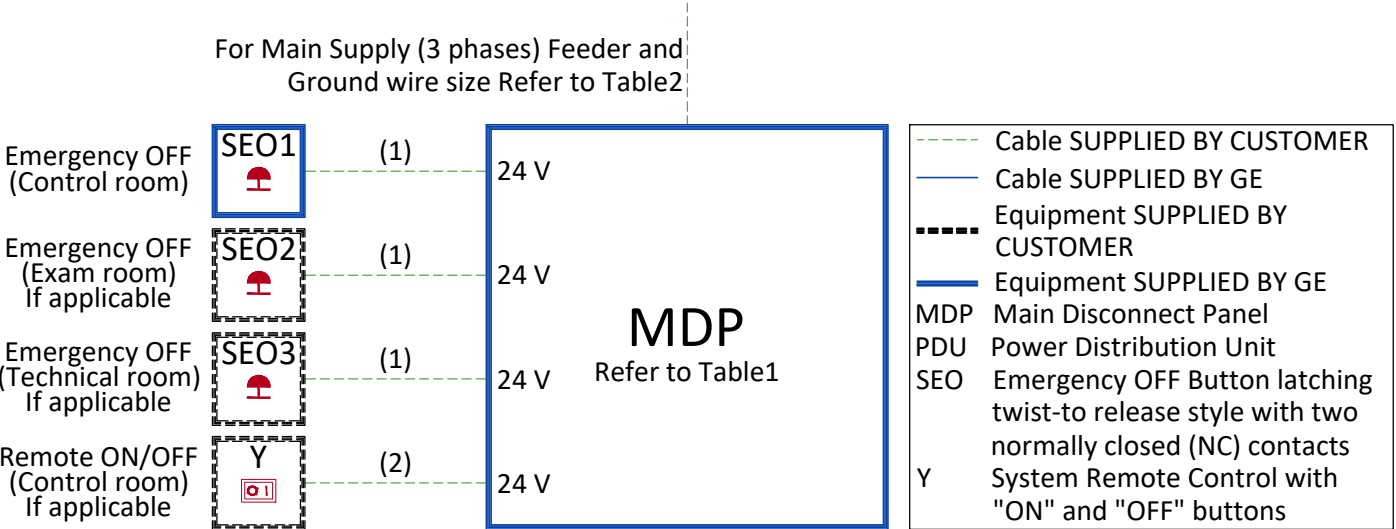 For Main Supply (3 phases) Feeder and
Ground wire size Refer to Table2
Emergency OFF
(Control room)
SEO1
(1)
24 V
Emergency OFF
(Exam room)
If applicable
SEO2
(1)
24 V
Emergency OFF
(Technical room)
If applicable
SEO3
(1)
24 V
Remote ON/OFF
(Control room)
If applicable
Y
(2)
24 V
MDP
Refer to Table1
Cable SUPPLIED BY CUSTOMER
Cable SUPPLIED BY GE
Equipment SUPPLIED BY
CUSTOMER
Equipment SUPPLIED BY GE
MDP Main Disconnect Panel
PDU Power Distribution Unit
SEO Emergency OFF Button latching
twist-to release style with two
normally closed (NC) contacts
Y System Remote Control with
"ON" and "OFF" buttons